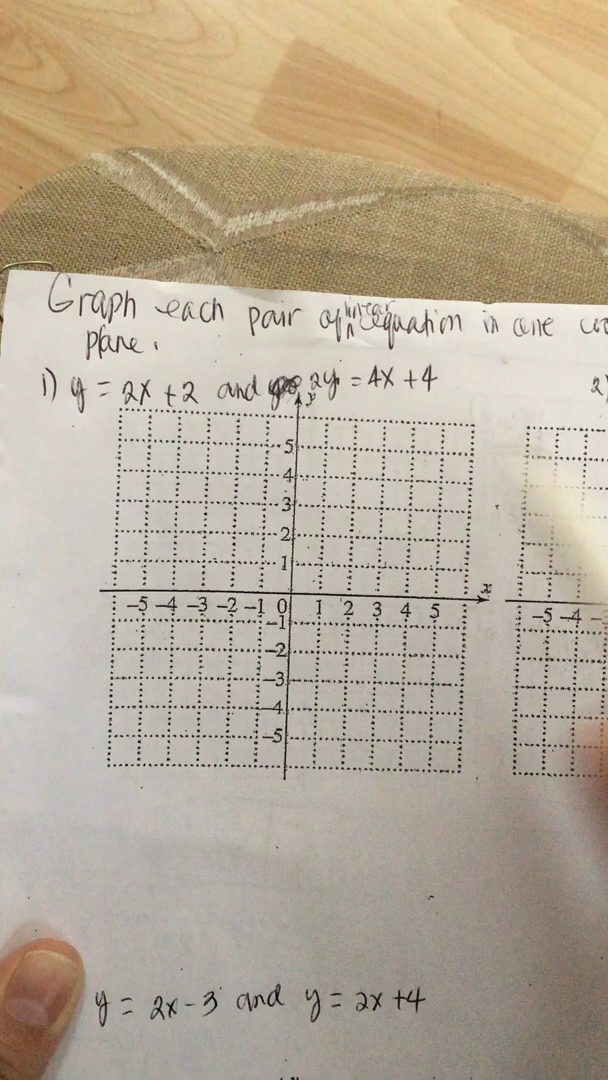 Graph each pair of linear equation in one
plane.
1) y = 2x + 2 and 2y = 4x + 4
2)
y
5
4
3
2
1
x
-5 -4 -3 -2 -1 0 1 2 3 4 5
-5 -4
-1
-2
-3
-4
-5
y = 2x - 3 and y = 2x + 4